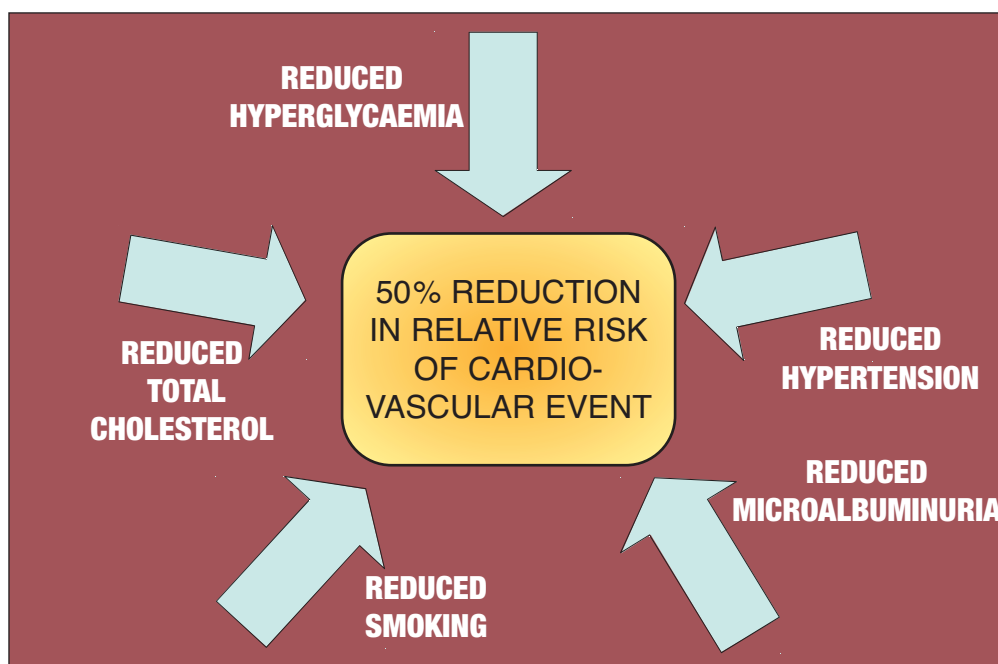 REDUCED
HYPERGLYCAEMIA
50% REDUCTION
IN RELATIVE RISK
OF CARDIO-
VASCULAR EVENT
REDUCED
TOTAL
CHOLESTEROL
REDUCED
HYPERTENSION
REDUCED
MICROALBUMINURIA
REDUCED
SMOKING